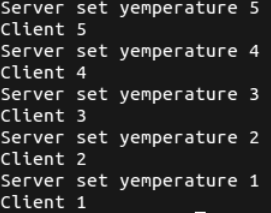 Server set yemperature 5
Client 5
Server set yemperature 4
Client 4
Server set yemperature 3
Client 3
Server set yemperature 2
Client 2
Server set yemperature 1
Client 1